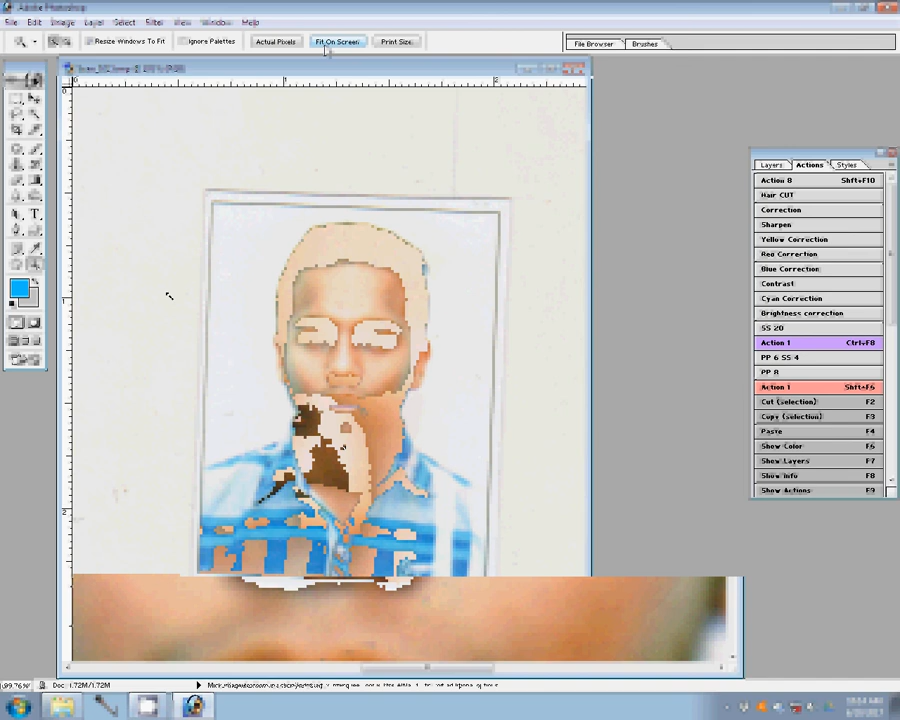 Adobe Photoshop
File Edit Image Layer Select Filter View Window Help
Resize Windows To Fit Ignore Palettes Actual Pixels Fit On Screen Print Size File Browser Brushes
Layers Actions Styles
Action 8 Shft+F10
Hair CUT
Correction
Sharpen
Yellow Correction
Red Correction
Blue Correction
Contrast
Cyan Correction
Brightness correction
SS 20
Action 1 Ctrl+F8
PP 6 SS 4
PP 8
Action 1 Shft+F5
Cut (selection) F2
Copy (selection) F3
Paste F4
Show Color F6
Show Layers F7
Show Info F8
Show Actions F9
Doc: 1.72M/1.72M